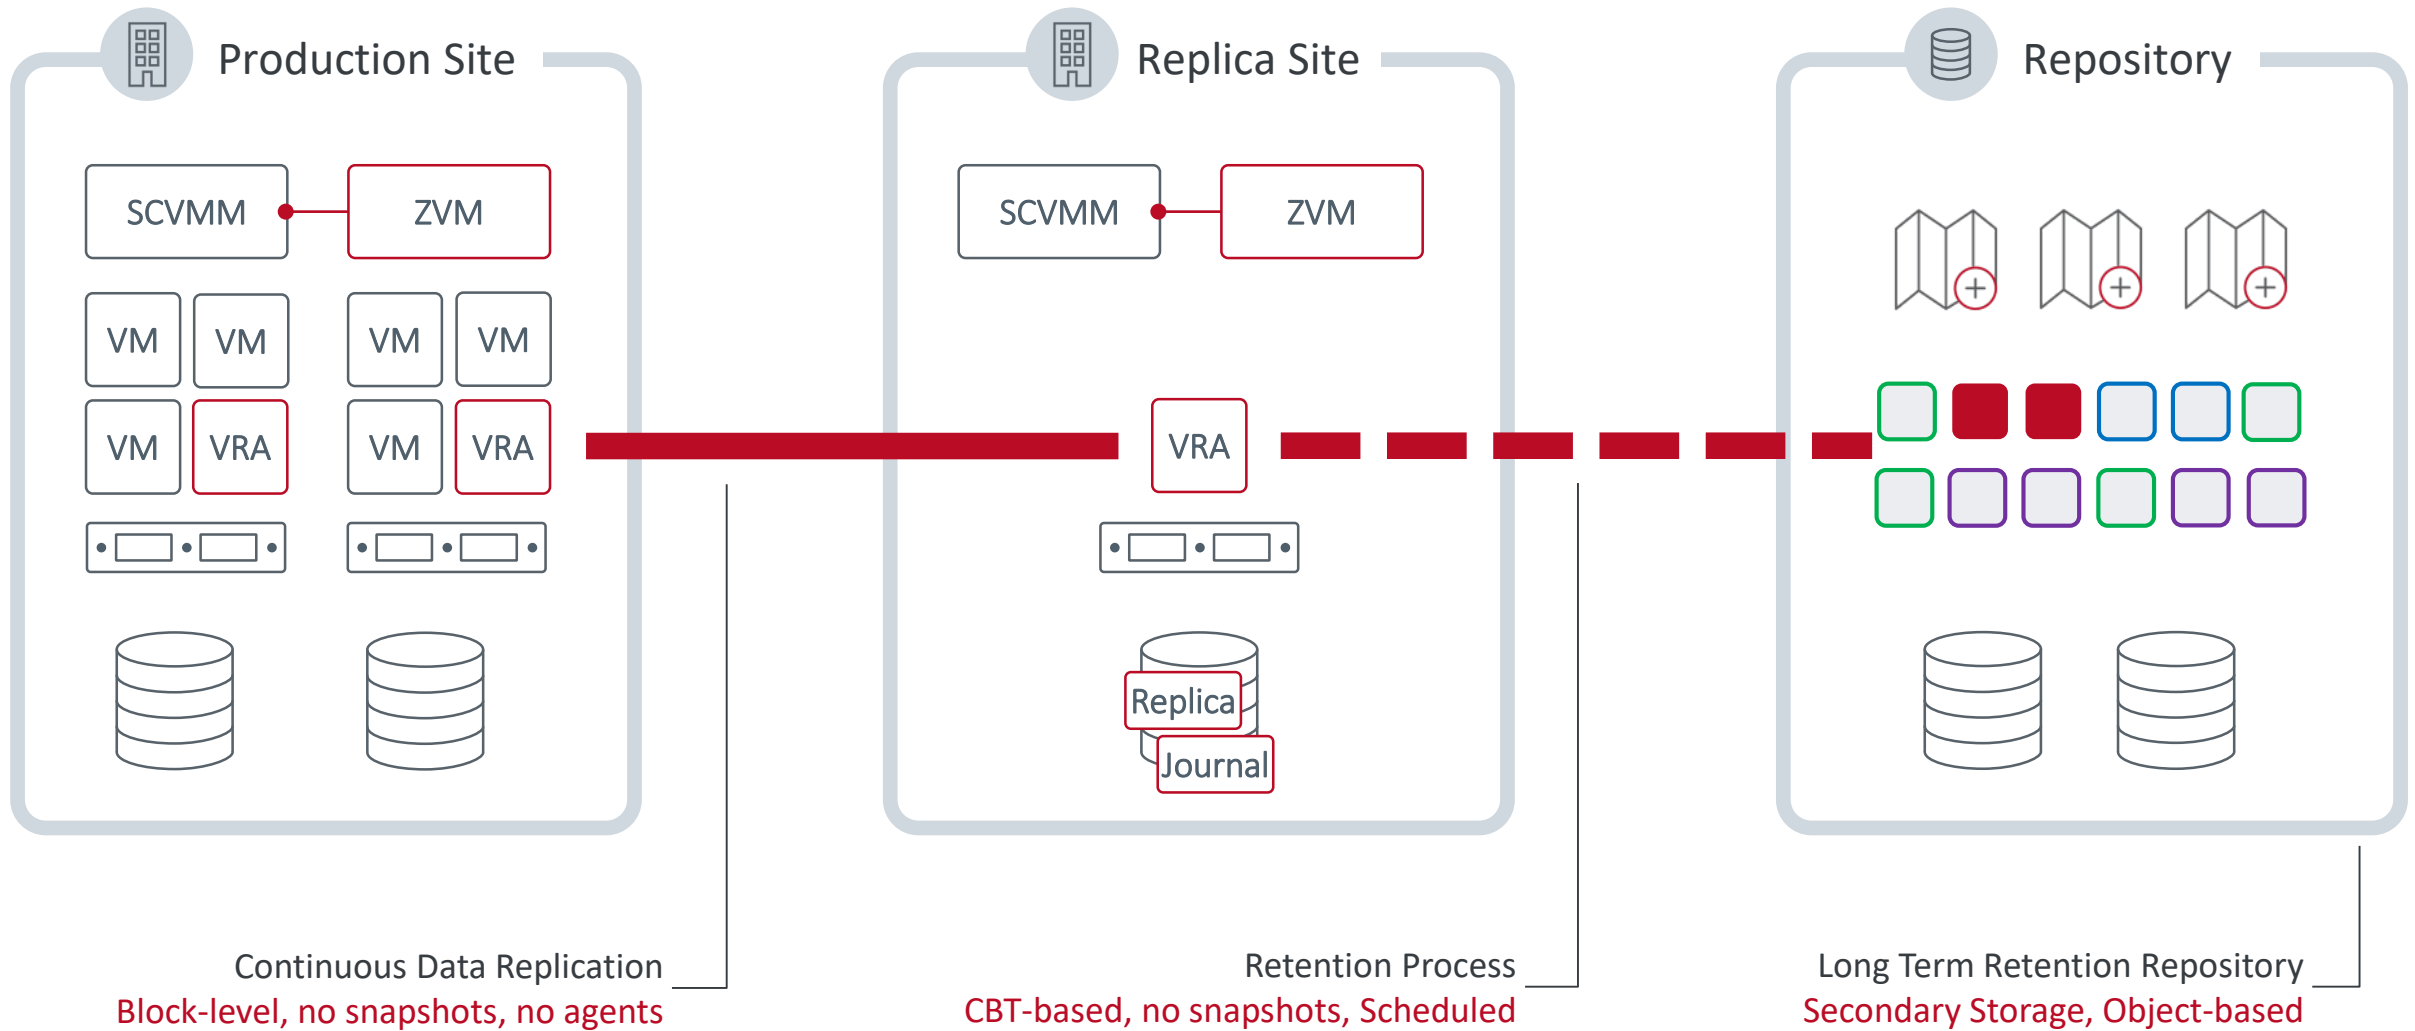 Production Site
SCVMM
ZVM
VM
VM
VM
VM
VM
VRA
VM
VRA
Continuous Data Replication
Block-level, no snapshots, no agents
Replica Site
SCVMM
ZVM
VRA
Replica
Journal
Retention Process
CBT-based, no snapshots, Scheduled
Repository
Long Term Retention Repository
Secondary Storage, Object-based